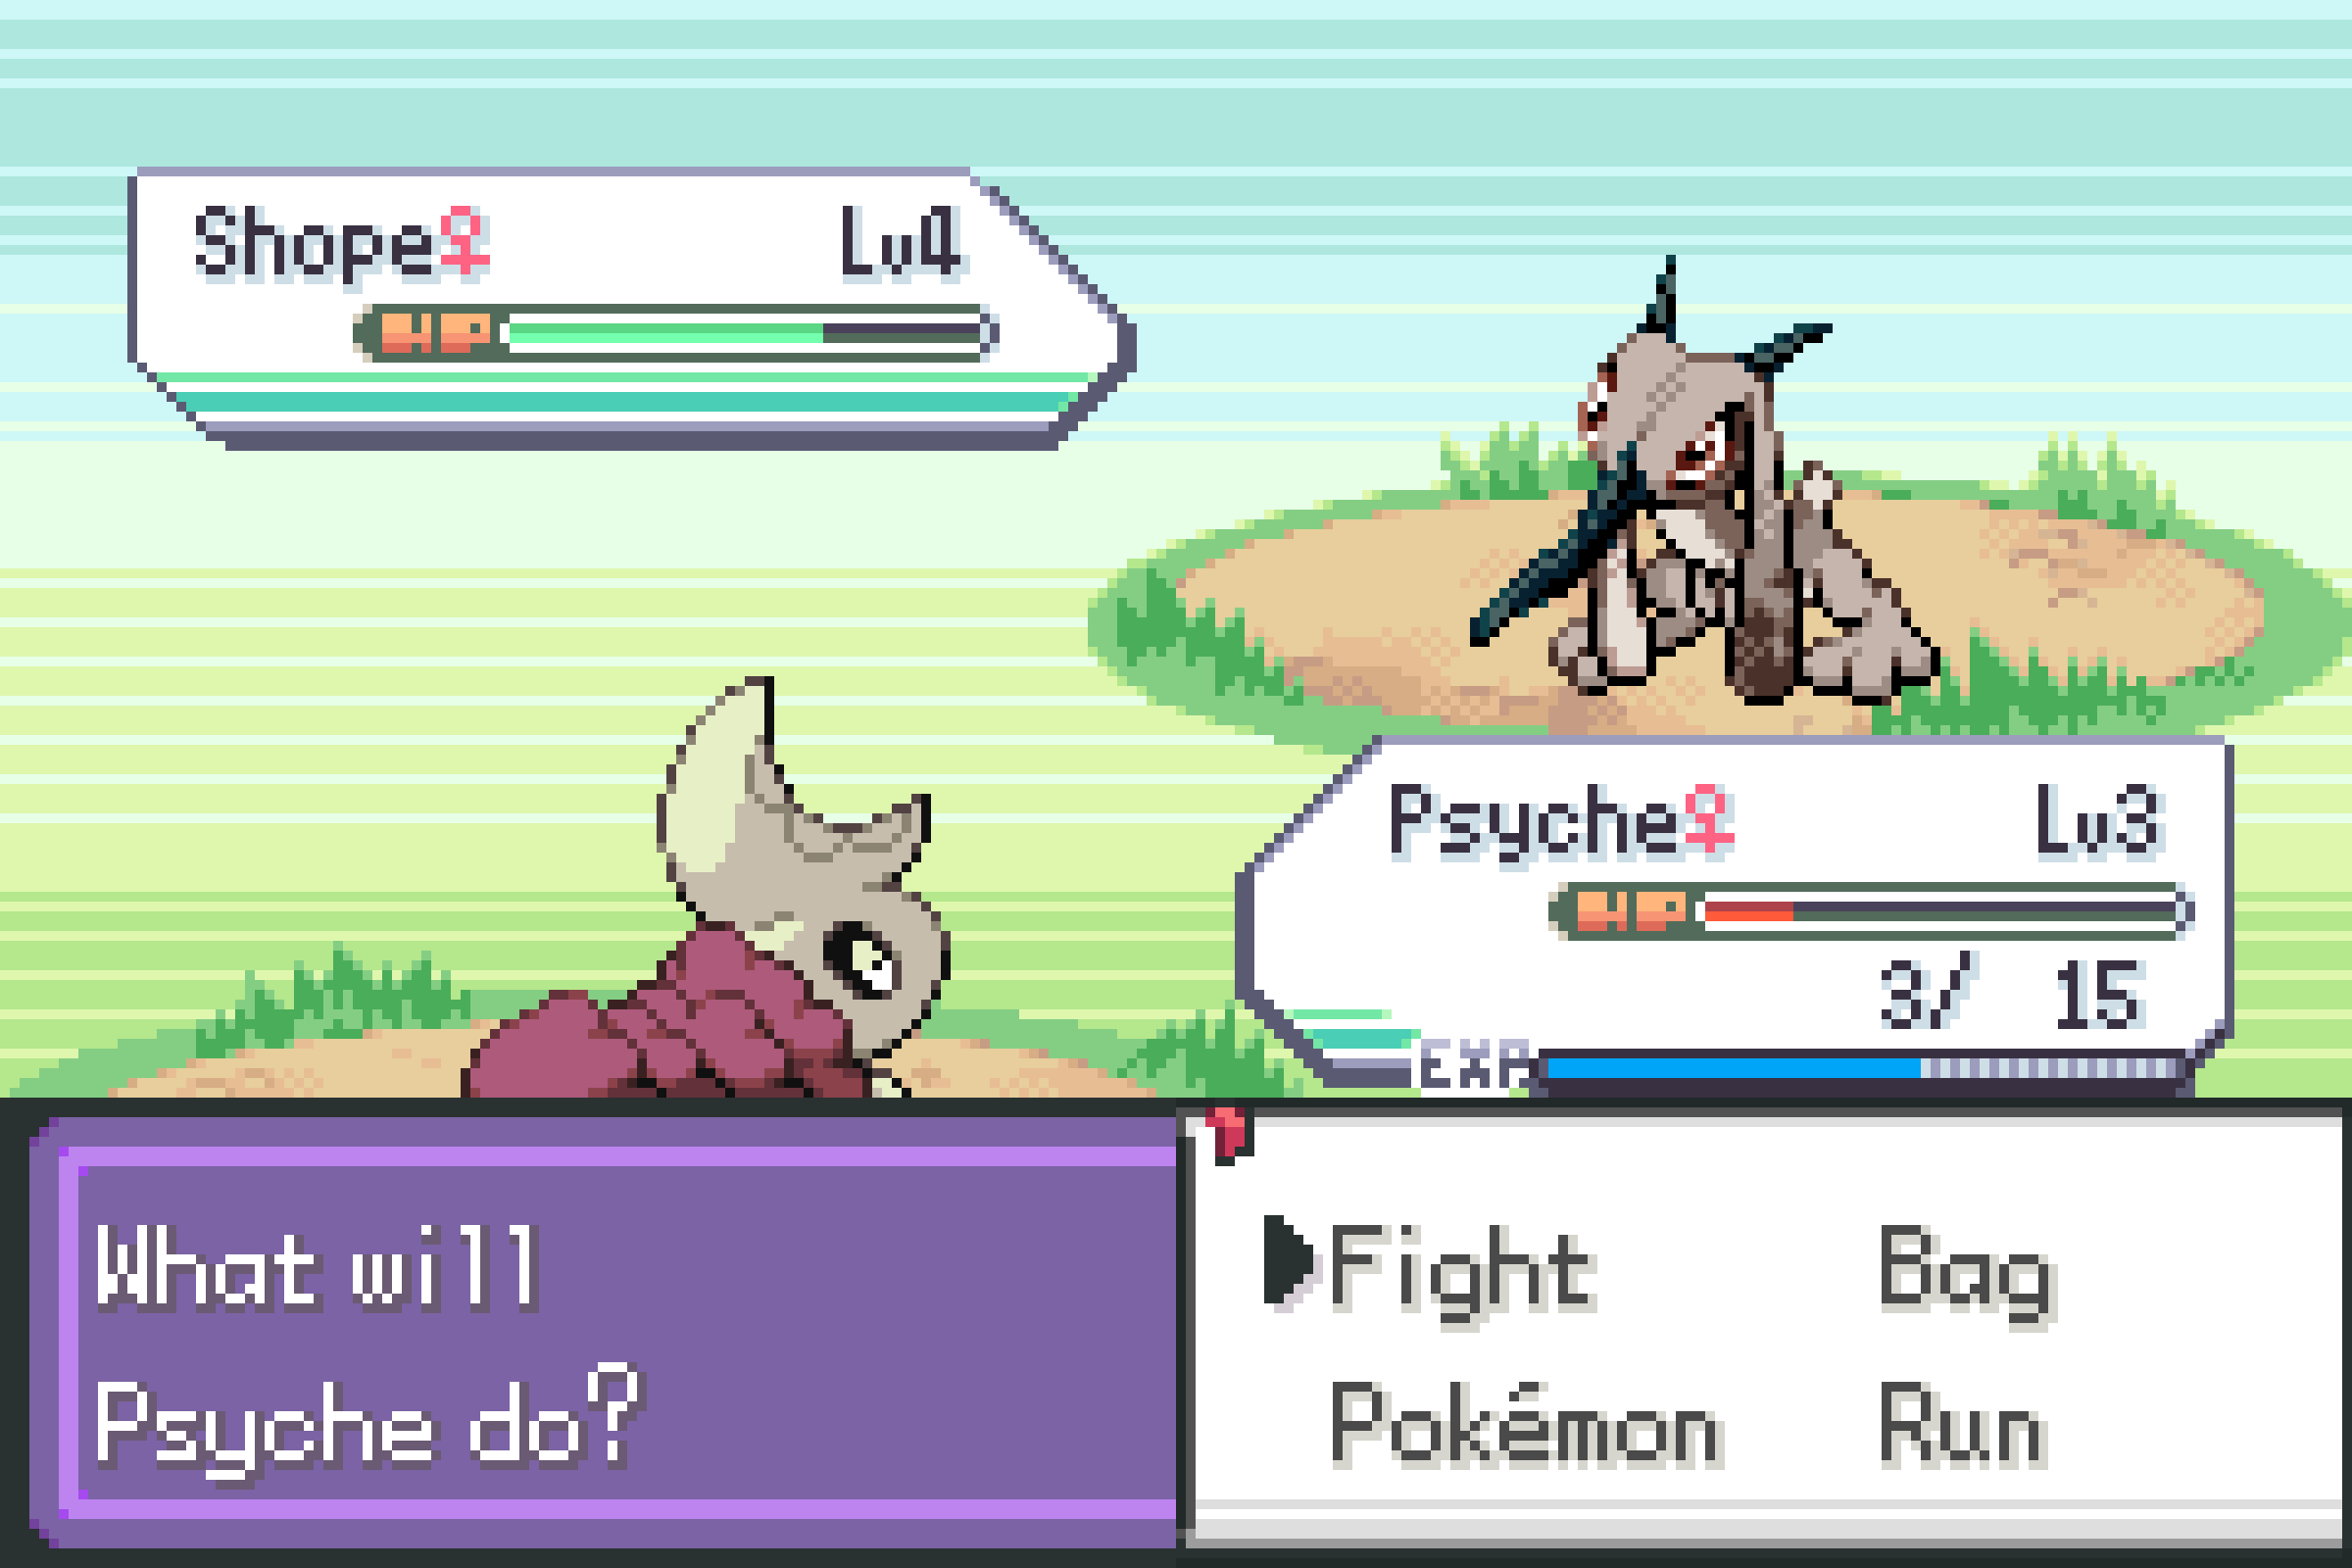 Shope♀ Lv4
HP
Psyche♀ Lv3
HP
3/ 15
EXP
What will
Psyche do?
Fight Bag
Pokémon Run